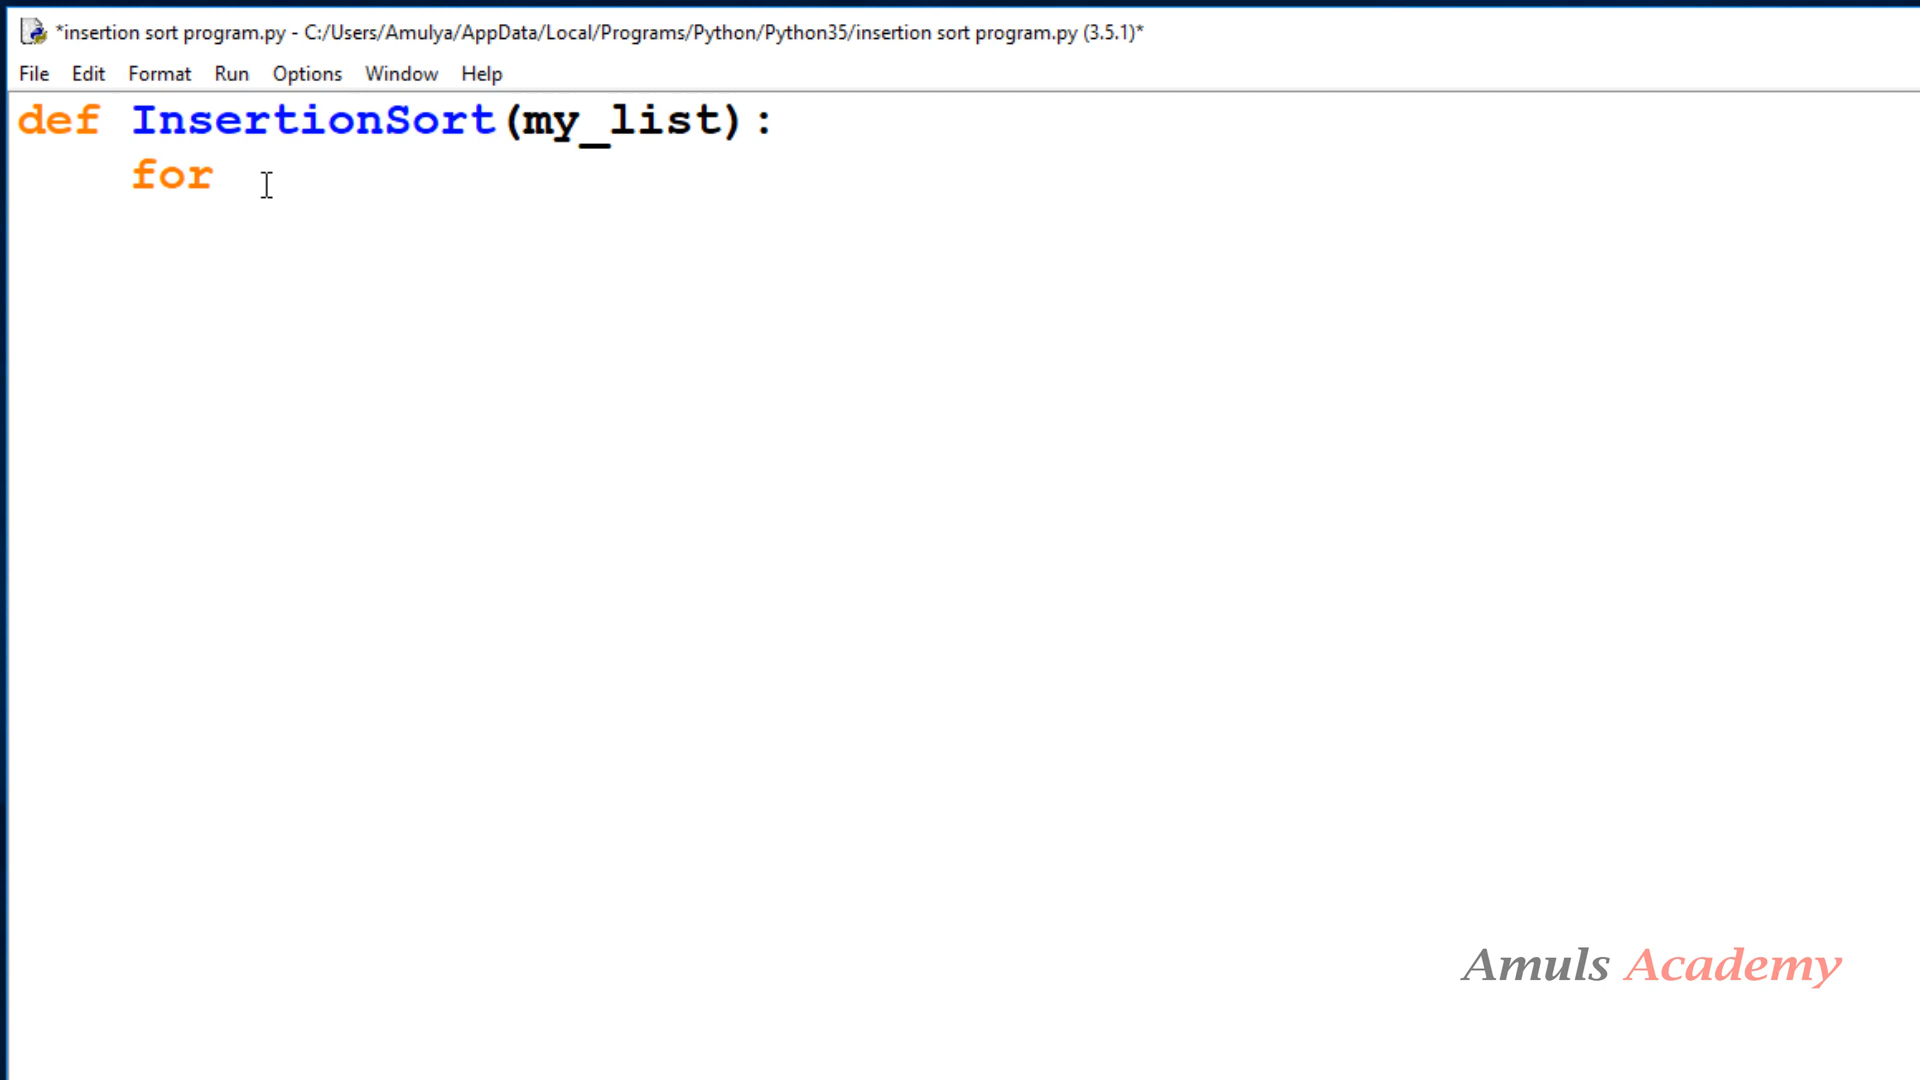 *insertion sort program.py - C:/Users/Amulya/AppData/Local/Programs/Python/Python35/insertion sort program.py (3.5.1)*
File Edit Format Run Options Window Help
def InsertionSort(my_list):
    for
Amuls Academy